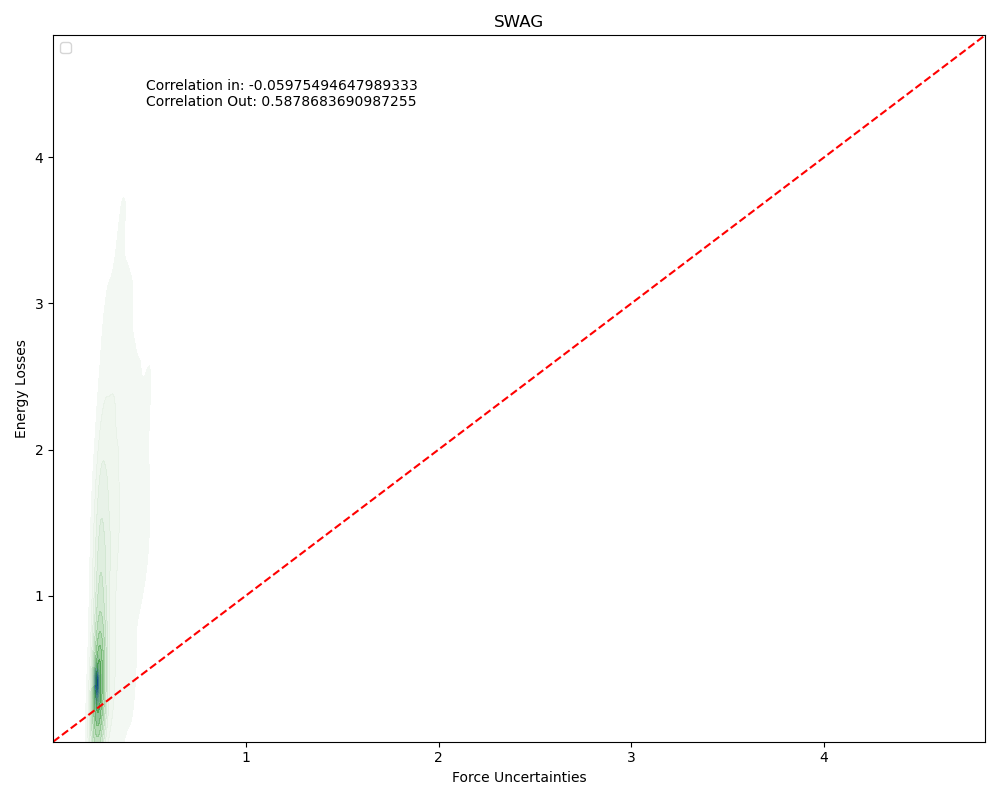 SWAG
Correlation in: -0.05975494647989333
Correlation Out: 0.5878683690987255
4
3
2
1
Energy Losses
1
2
3
4
Force Uncertainties